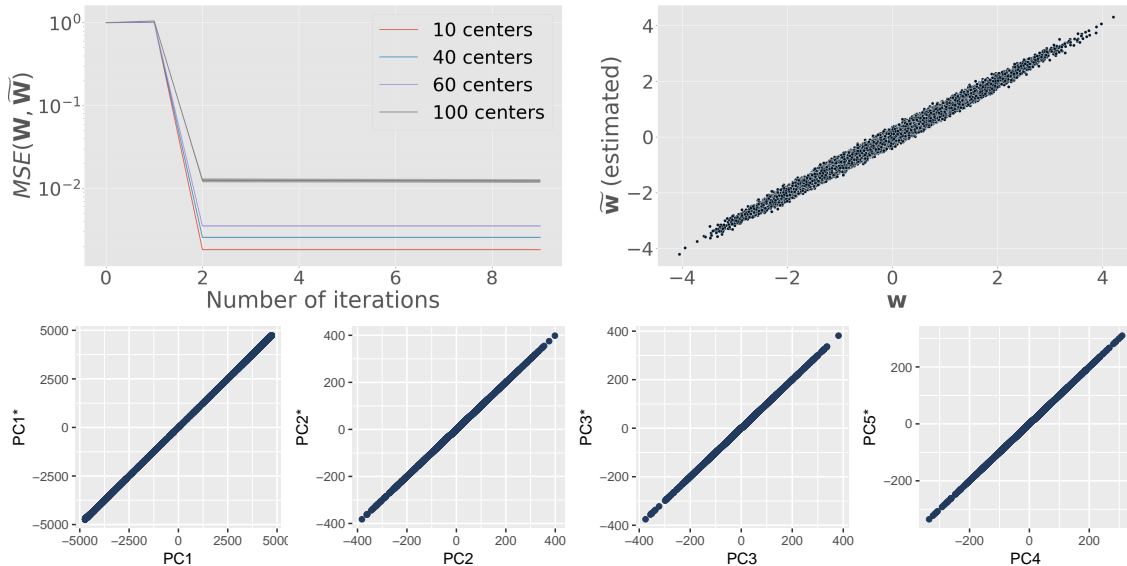 10 centers
40 centers
60 centers
100 centers
10⁰
10⁻¹
10⁻²
MSE(W, W̃)
0 2 4 6 8
Number of iterations
4
2
0
−2
−4
w̃ (estimated)
−4 −2 0 2 4
w
5000
2500
0
−2500
−5000
PC1*
−5000 −2500 0 2500 5000
PC1
400
200
0
−200
−400
PC2*
−400 −200 0 200 400
PC2
400
200
0
−200
−400
PC3*
−400 −200 0 200 400
PC3
200
0
−200
PC5*
−200 0 200
PC4